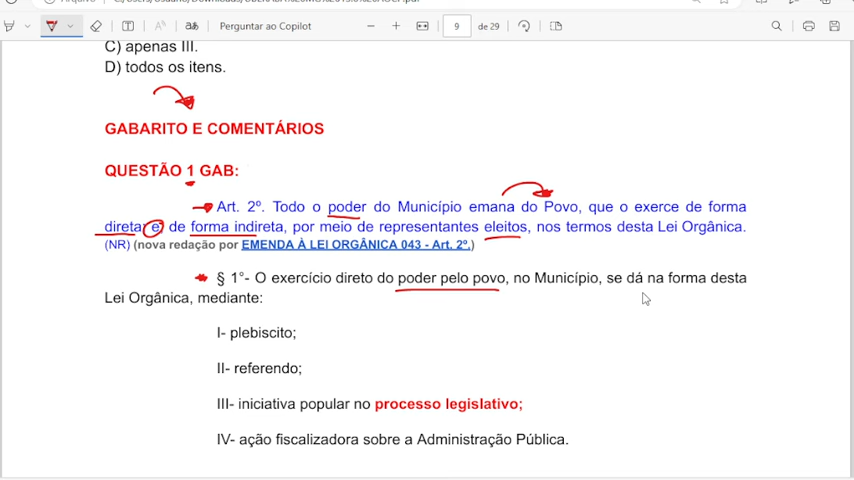 Perguntar ao Copilot
9
de 29
C) apenas III.
D) todos os itens.
GABARITO E COMENTÁRIOS
QUESTÃO 1 GAB:
Art. 2º. Todo o poder do Município emana do Povo, que o exerce de forma
direta e de forma indireta, por meio de representantes eleitos, nos termos desta Lei Orgânica.
(NR) (nova redação por EMENDA À LEI ORGÂNICA 043 - Art. 2º.)
§ 1°- O exercício direto do poder pelo povo, no Município, se dá na forma desta
Lei Orgânica, mediante:
I- plebiscito;
II- referendo;
III- iniciativa popular no processo legislativo;
IV- ação fiscalizadora sobre a Administração Pública.